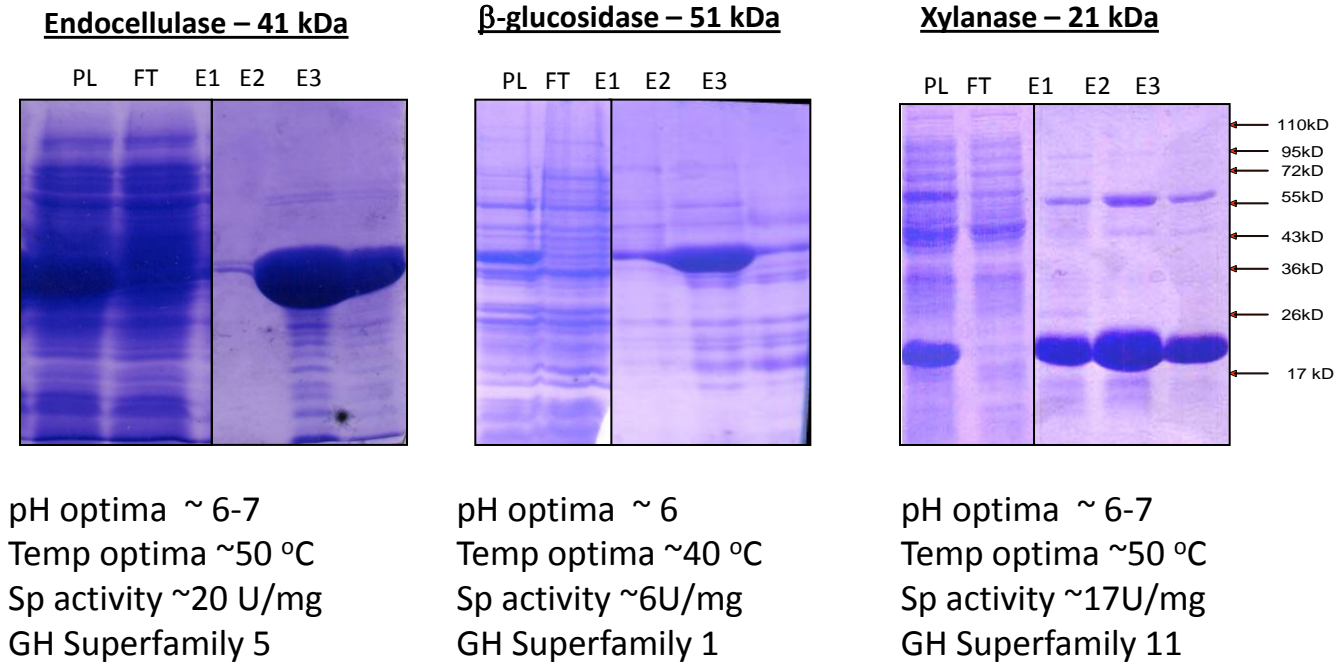 Endocellulase – 41 kDa
PL FT E1 E2 E3
pH optima ~ 6-7
Temp optima ~50 °C
Sp activity ~20 U/mg
GH Superfamily 5
β-glucosidase – 51 kDa
PL FT E1 E2 E3
pH optima ~ 6
Temp optima ~40 °C
Sp activity ~6U/mg
GH Superfamily 1
Xylanase – 21 kDa
PL FT E1 E2 E3
110kD
95kD
72kD
55kD
43kD
36kD
26kD
17 kD
pH optima ~ 6-7
Temp optima ~50 °C
Sp activity ~17U/mg
GH Superfamily 11